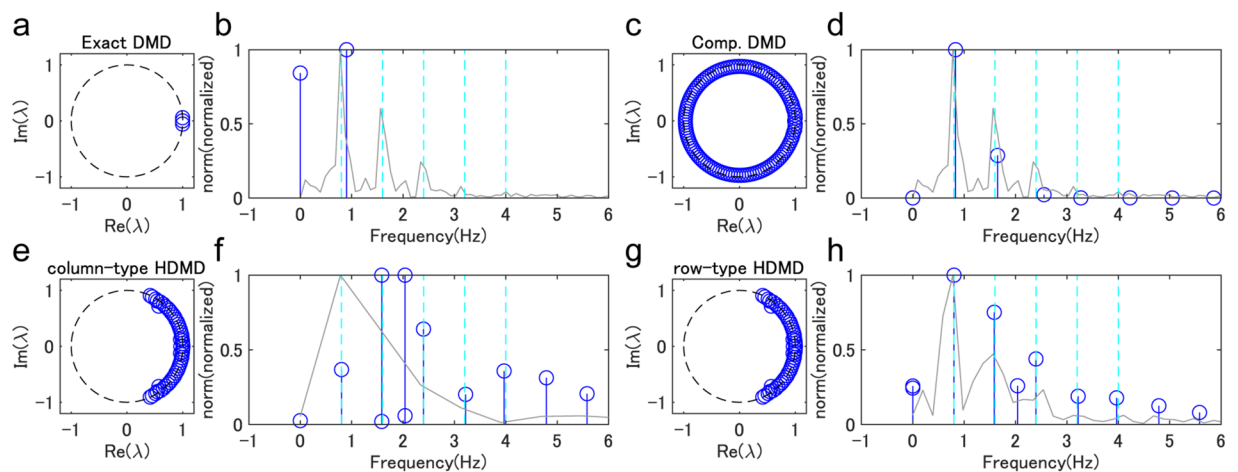 a
Exact DMD
1
0
-1
-1 0 1
Im(λ)
Re(λ)
b
norm(normalized)
1
0.5
0
-1 0 1 2 3 4 5 6
Frequency(Hz)
c
Comp. DMD
1
0
-1
-1 0 1
Im(λ)
Re(λ)
d
norm(normalized)
1
0.5
0
-1 0 1 2 3 4 5 6
Frequency(Hz)
e
column-type HDMD
1
0
-1
-1 0 1
Im(λ)
Re(λ)
f
norm(normalized)
1
0.5
0
-1 0 1 2 3 4 5 6
Frequency(Hz)
g
row-type HDMD
1
0
-1
-1 0 1
Im(λ)
Re(λ)
h
norm(normalized)
1
0.5
0
-1 0 1 2 3 4 5 6
Frequency(Hz)